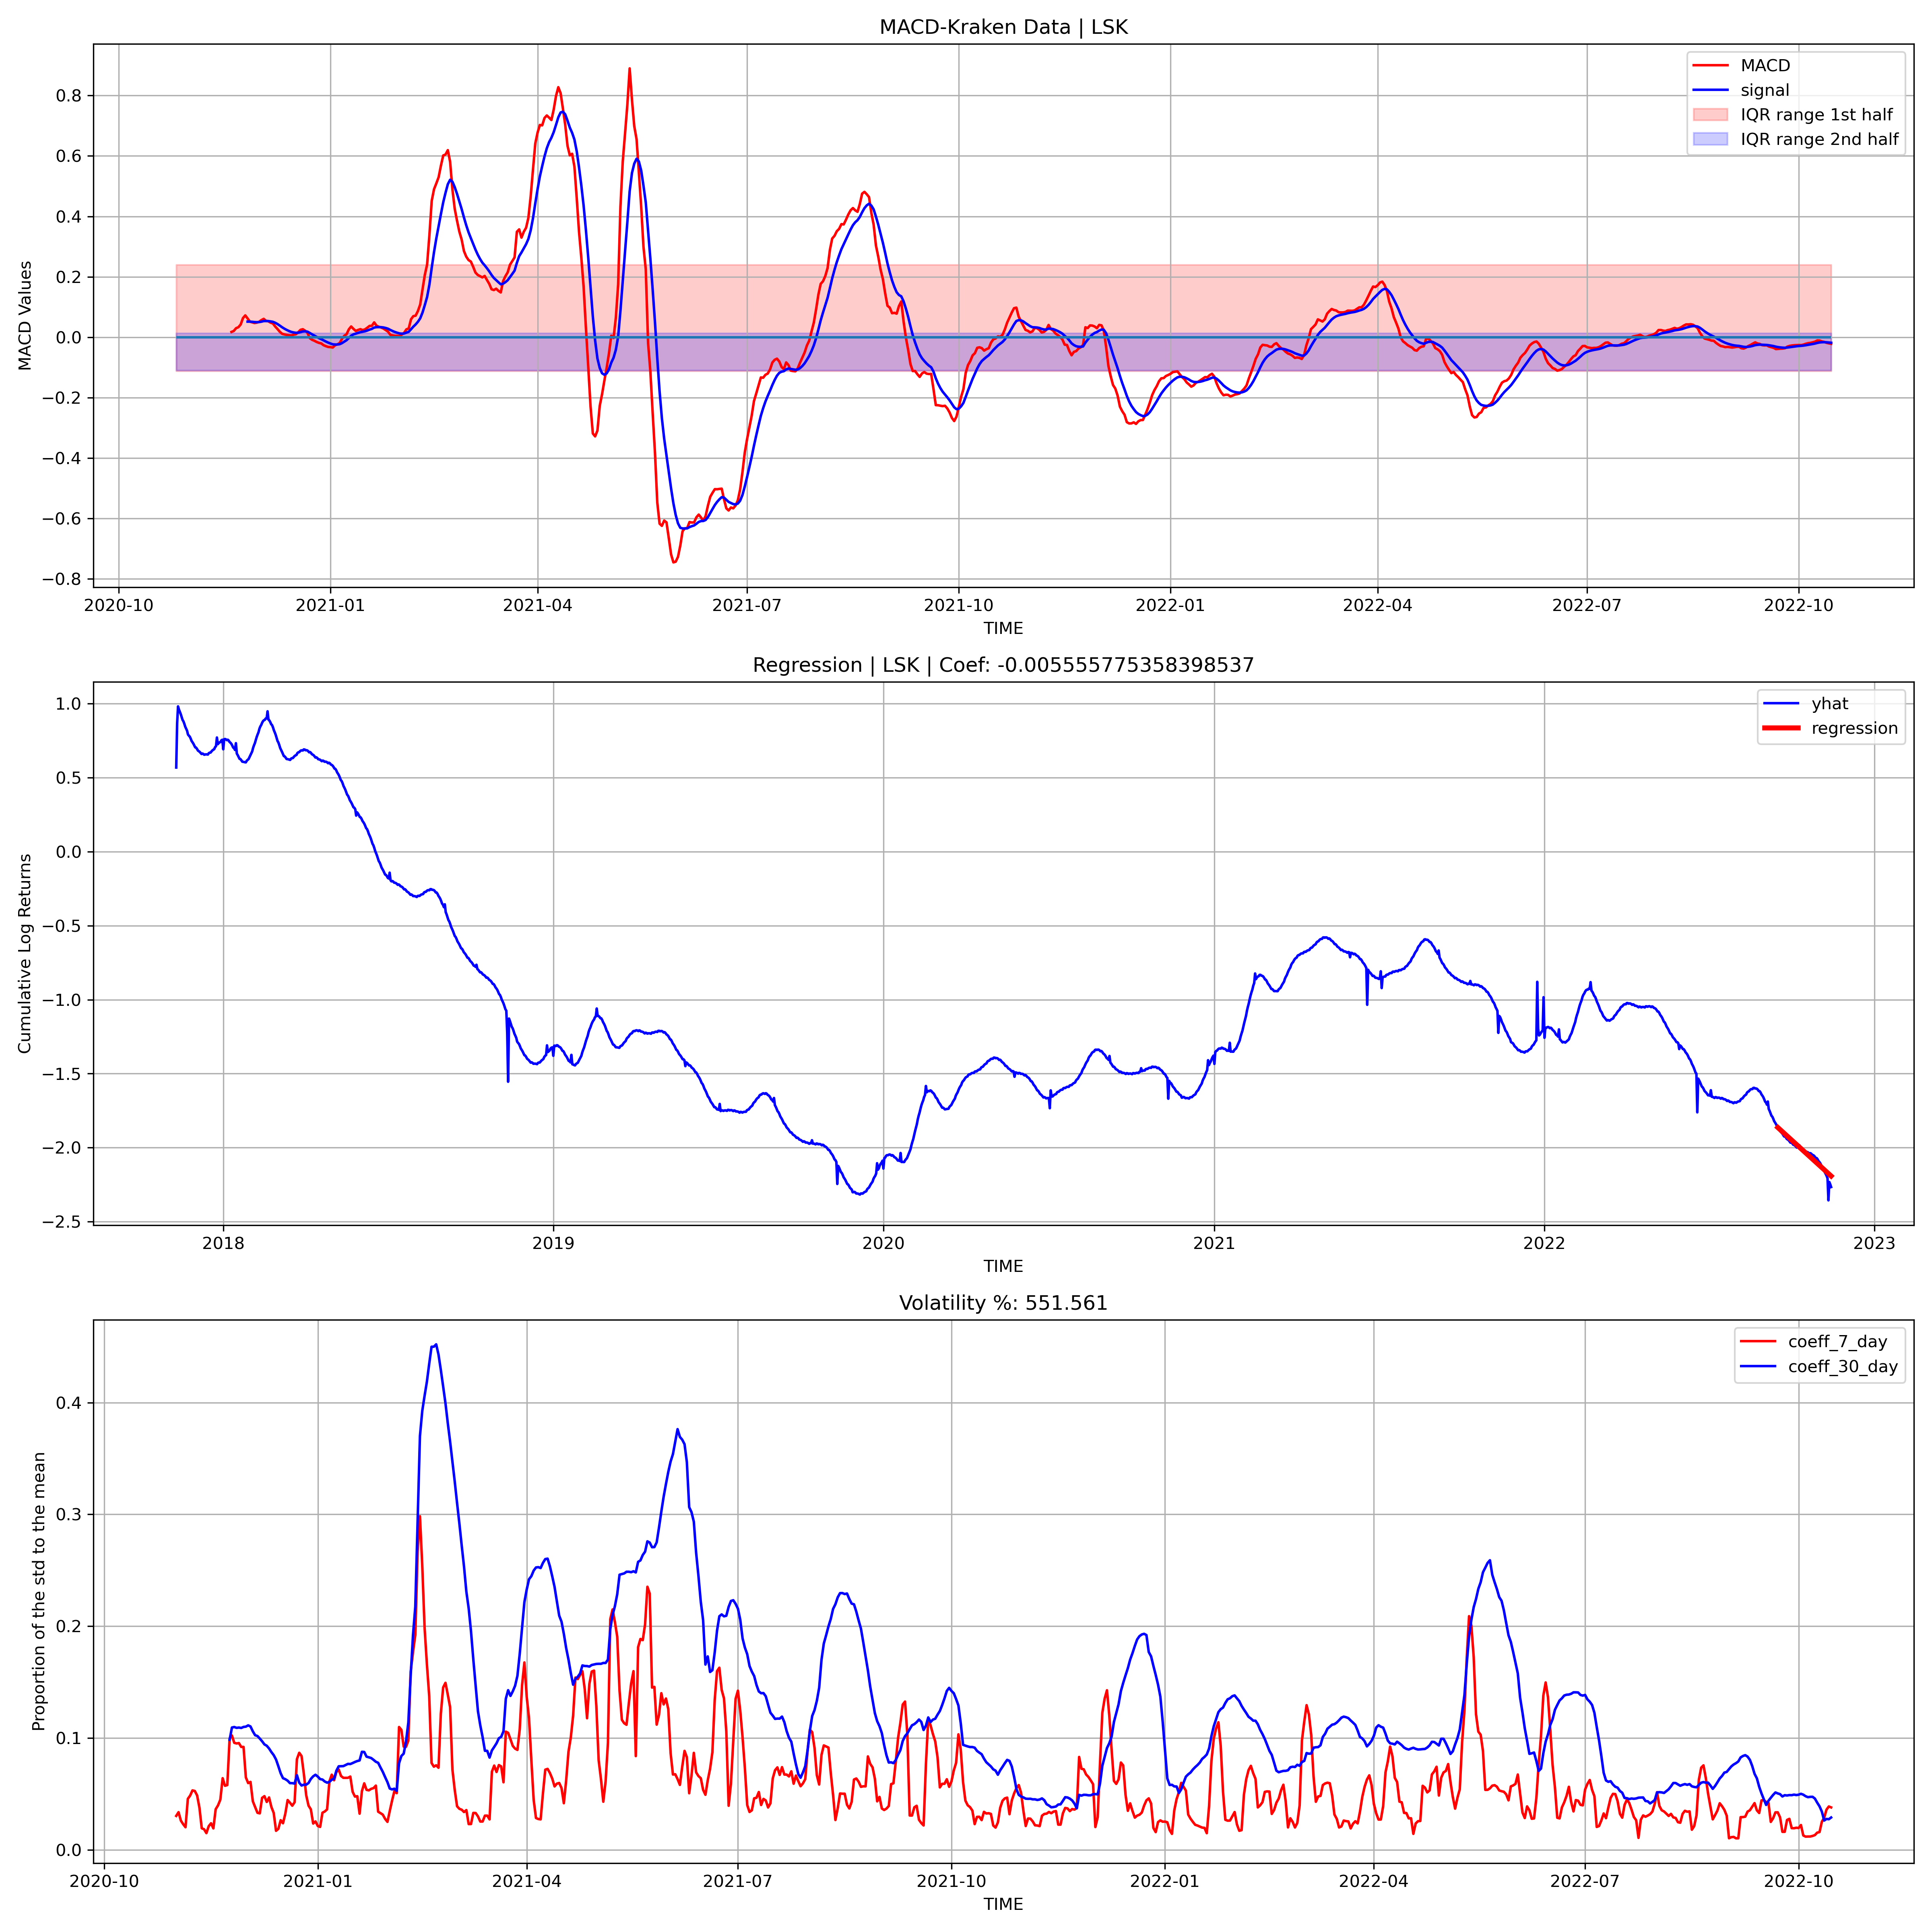 MACD-Kraken Data | LSK
MACD
signal
IQR range 1st half
IQR range 2nd half
MACD Values
0.8
0.6
0.4
0.2
0.0
−0.2
−0.4
−0.6
−0.8
2020-10 2021-01 2021-04 2021-07 2021-10 2022-01 2022-04 2022-07 2022-10
TIME
Regression | LSK | Coef: -0.005555775358398537
yhat
regression
Cumulative Log Returns
1.0
0.5
0.0
−0.5
−1.0
−1.5
−2.0
−2.5
2018 2019 2020 2021 2022 2023
TIME
Volatility %: 551.561
coeff_7_day
coeff_30_day
Proportion of the std to the mean
0.4
0.3
0.2
0.1
0.0
2020-10 2021-01 2021-04 2021-07 2021-10 2022-01 2022-04 2022-07 2022-10
TIME